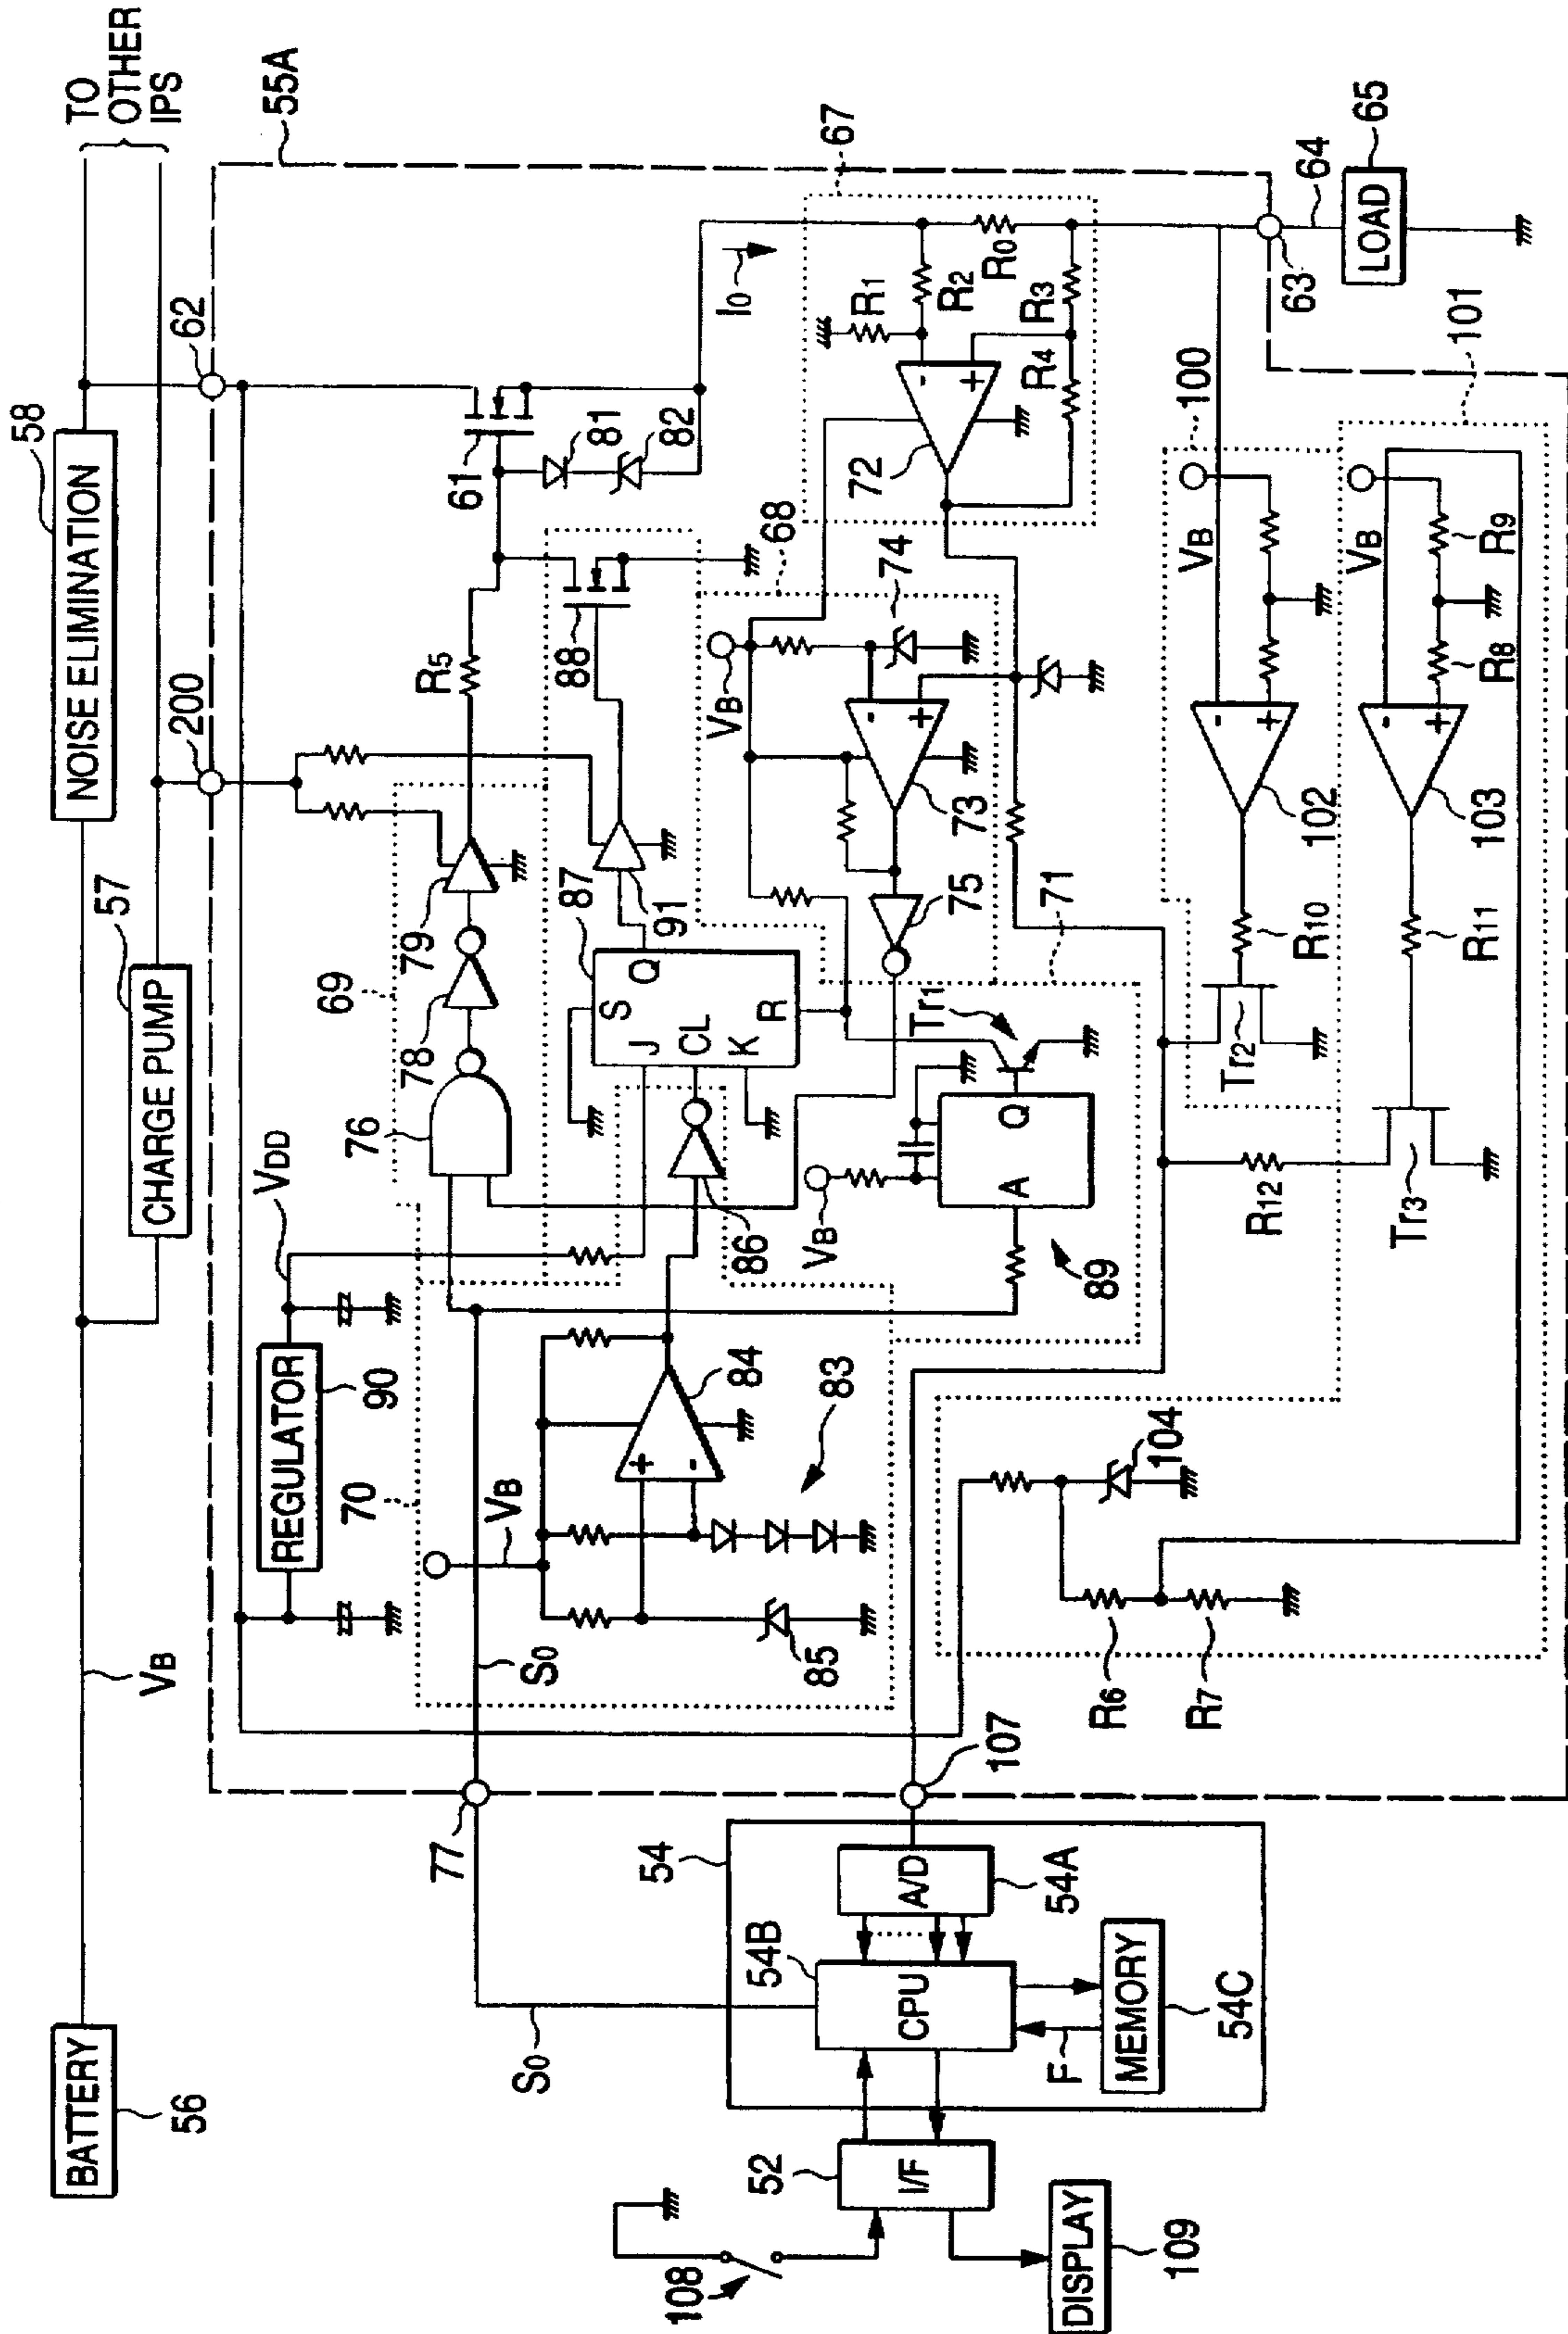 TO OTHER IPS
58
NOISE ELIMINATION
57
CHARGE PUMP
VB
BATTERY
56
62
200
55A
VDD
REGULATOR
90
69
76
78
79
R5
61
81
82
I0
67
R1
R2
R0
R3
R4
72
63
64
LOAD
65
88
87
S
J
Q
CL
K
R
91
86
68
VB
74
-
+
73
75
71
Tr1
VB
A
Q
89
70
VB
+
-
84
83
85
S0
77
100
VB
-
+
102
R10
Tr2
101
VB
-
+
R9
R8
103
R11
Tr3
R12
104
R6
R7
107
54
A/D
54A
54B
CPU
F
MEMORY
54C
S0
52
I/F
108
DISPLAY
109